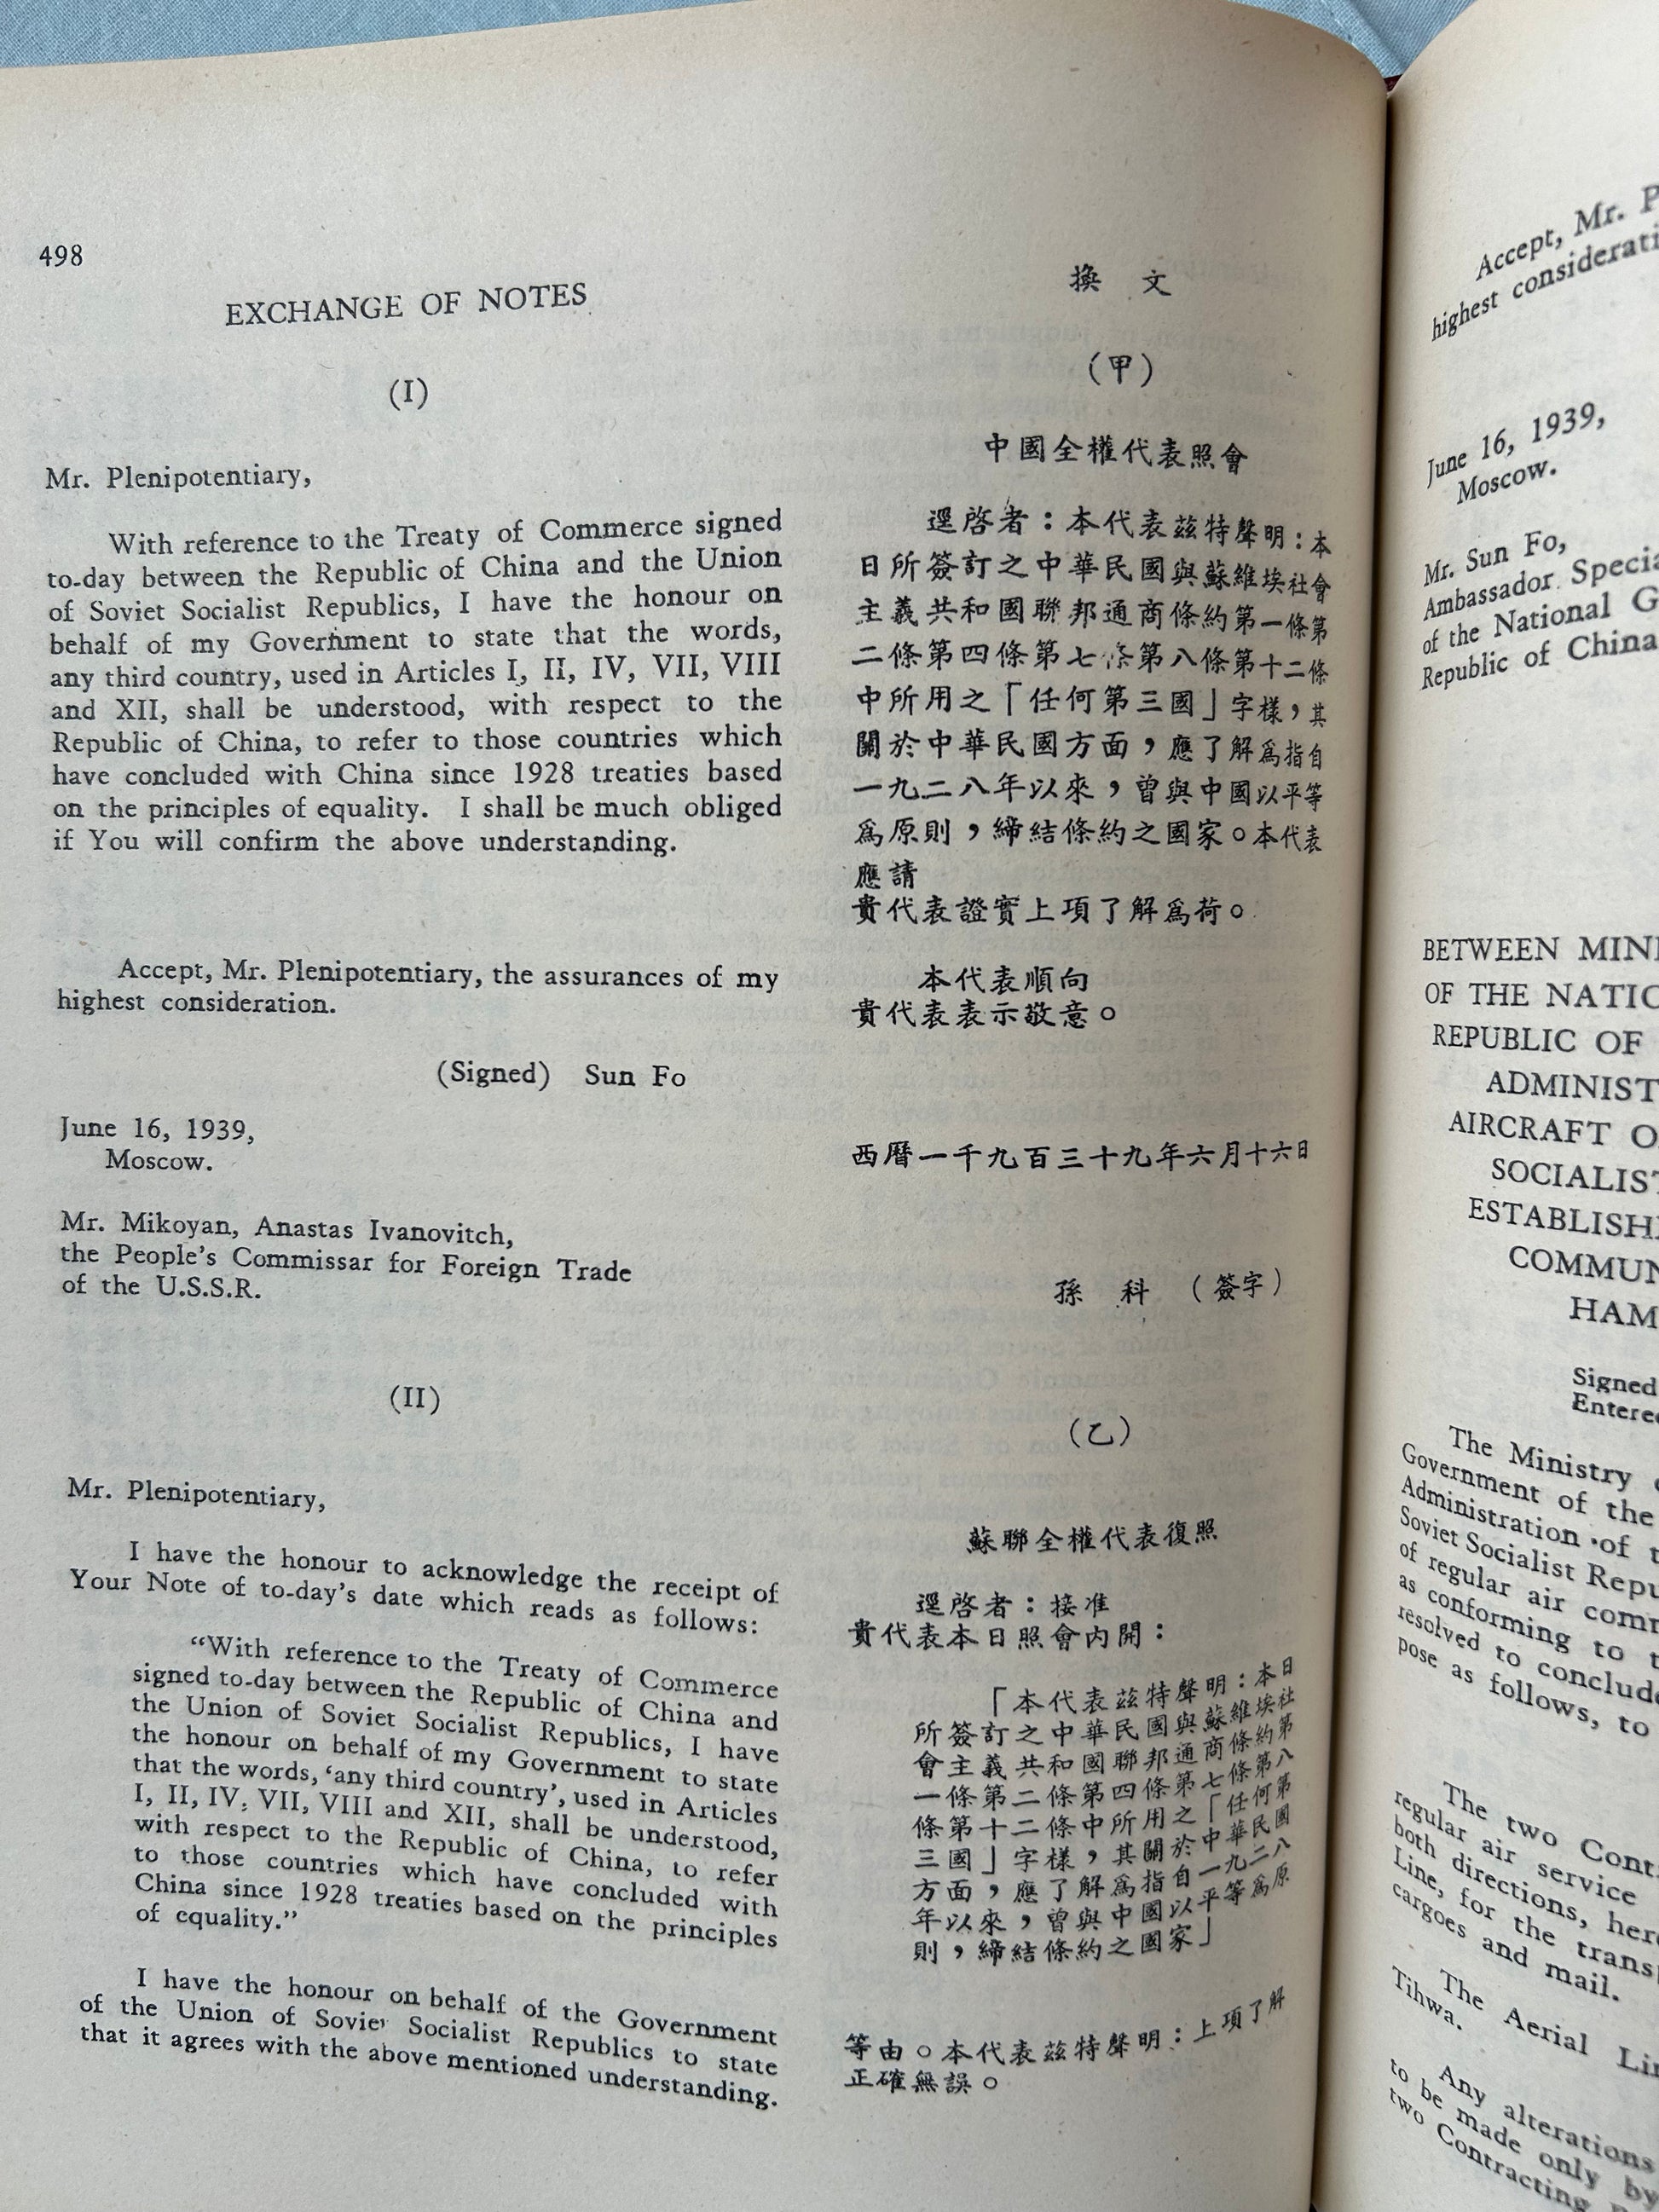 498
EXCHANGE OF NOTES
(I)
Mr. Plenipotentiary,
With reference to the Treaty of Commerce signed
to-day between the Republic of China and the Union
of Soviet Socialist Republics, I have the honour on
behalf of my Government to state that the words,
any third country, used in Articles I, II, IV, VII, VIII
and XII, shall be understood, with respect to the
Republic of China, to refer to those countries which
have concluded with China since 1928 treaties based
on the principles of equality. I shall be much obliged
if You will confirm the above understanding.
Accept, Mr. Plenipotentiary, the assurances of my
highest consideration.
(Signed) Sun Fo
June 16, 1939,
Moscow.
Mr. Mikoyan, Anastas Ivanovitch,
the People's Commissar for Foreign Trade
of the U.S.S.R.
(II)
Mr. Plenipotentiary,
I have the honour to acknowledge the receipt of
Your Note of to-day's date which reads as follows:
"With reference to the Treaty of Commerce
signed to-day between the Republic of China and
the Union of Soviet Socialist Republics, I have
the honour on behalf of my Government to state
that the words, 'any third country', used in Articles
I, II, IV, VII, VIII and XII, shall be understood,
with respect to the Republic of China, to refer
to those countries which have concluded with
China since 1928 treaties based on the principles
of equality."
I have the honour on behalf of the Government
of the Union of Soviet Socialist Republics to state
that it agrees with the above mentioned understanding.
換 文
(甲)
中國全權代表照會
逕啓者：本代表茲特聲明：本
日所簽訂之中華民國與蘇維埃社會
主義共和國聯邦通商條約第一條第
二條第四條第七條第八條第十二條
中所用之「任何第三國」字樣，其
關於中華民國方面，應了解爲指自
一九二八年以來，曾與中國以平等
爲原則，締結條約之國家。本代表
應請
貴代表證實上項了解爲荷。
本代表順向
貴代表表示敬意。
西曆一千九百三十九年六月十六日
孫 科 (簽字)
(乙)
蘇聯全權代表復照
逕啓者：接准
貴代表本日照會內開：
「本代表茲特聲明：本日
所簽訂之中華民國與蘇維埃社
會主義共和國聯邦通商條約第
一條第二條第四條第七條第八
條第十二條中所用之「任何第
三國」字樣，其關於中華民國
方面，應了解爲指自一九二八
年以來，曾與中國以平等爲原
則，締結條約之國家」
等由。本代表茲特聲明：上項了解
正確無誤。
Accept, Mr. P
highest considerati
June 16, 1939,
Moscow.
Mr. Sun Fo,
Ambassador Specia
of the National G
Republic of China
BETWEEN MINI
OF THE NATIO
REPUBLIC OF
ADMINIST
AIRCRAFT O
SOCIALIST
ESTABLISH
COMMUN
HAM
Signed
Entered
The Ministry
Government of the
Administration of t
Soviet Socialist Repu
of regular air comm
as conforming to t
resolved to conclude
pose as follows, to
The two Cont
regular air service
both directions, here
Line, for the transp
cargoes and mail.
The Aerial Lin
Tihwa.
Any alterations
to be made only by
two Contracting